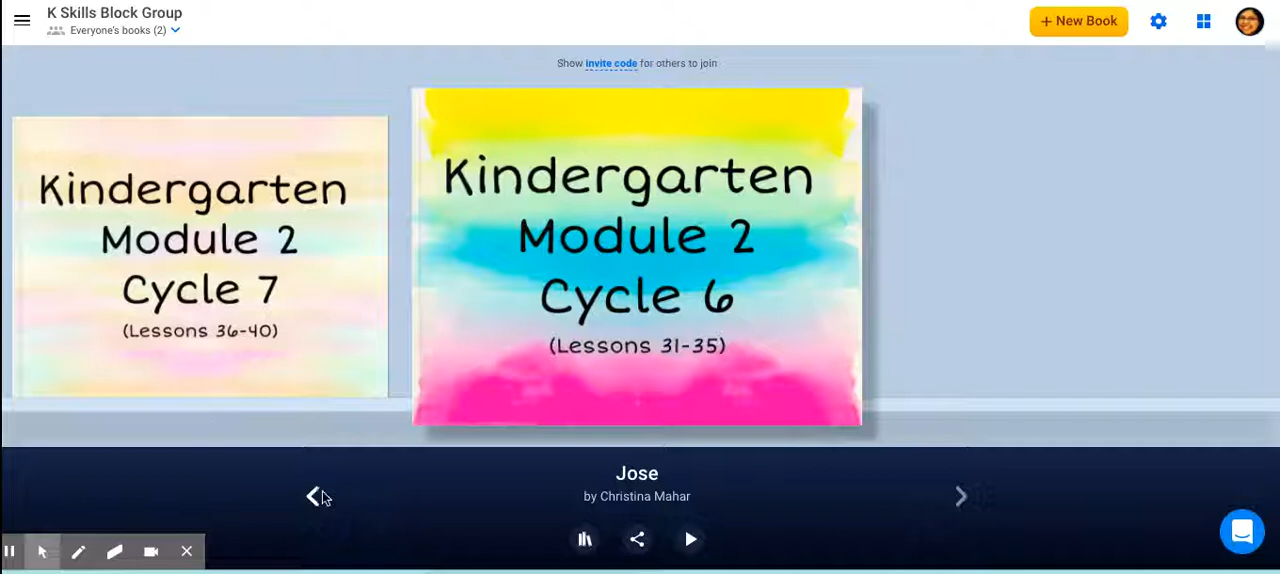 K Skills Block Group
Everyone's books (2)
+ New Book
Show invite code for others to join
Kindergarten
Module 2
Cycle 7
(Lessons 36-40)
Kindergarten
Module 2
Cycle 6
(Lessons 31-35)
Jose
by Christina Mahar